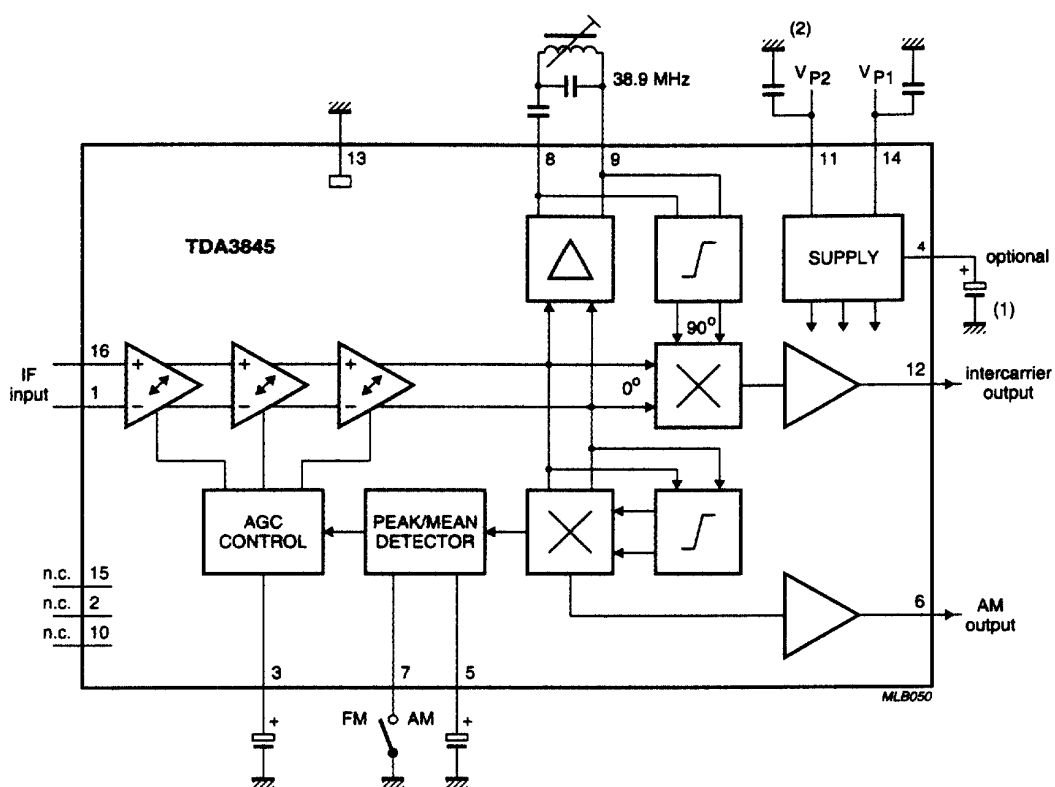 (2)
38.9 MHz
VP2
VP1
13
8
9
11
14
TDA3845
SUPPLY
4
optional
+
(1)
90°
16
+
+
+
IF
input
1
−
−
−
0°
12
intercarrier
output
AGC
CONTROL
PEAK/MEAN
DETECTOR
n.c. 15
n.c. 2
n.c. 10
6
AM
output
3
7
5
MLB050
+
FM
AM
+